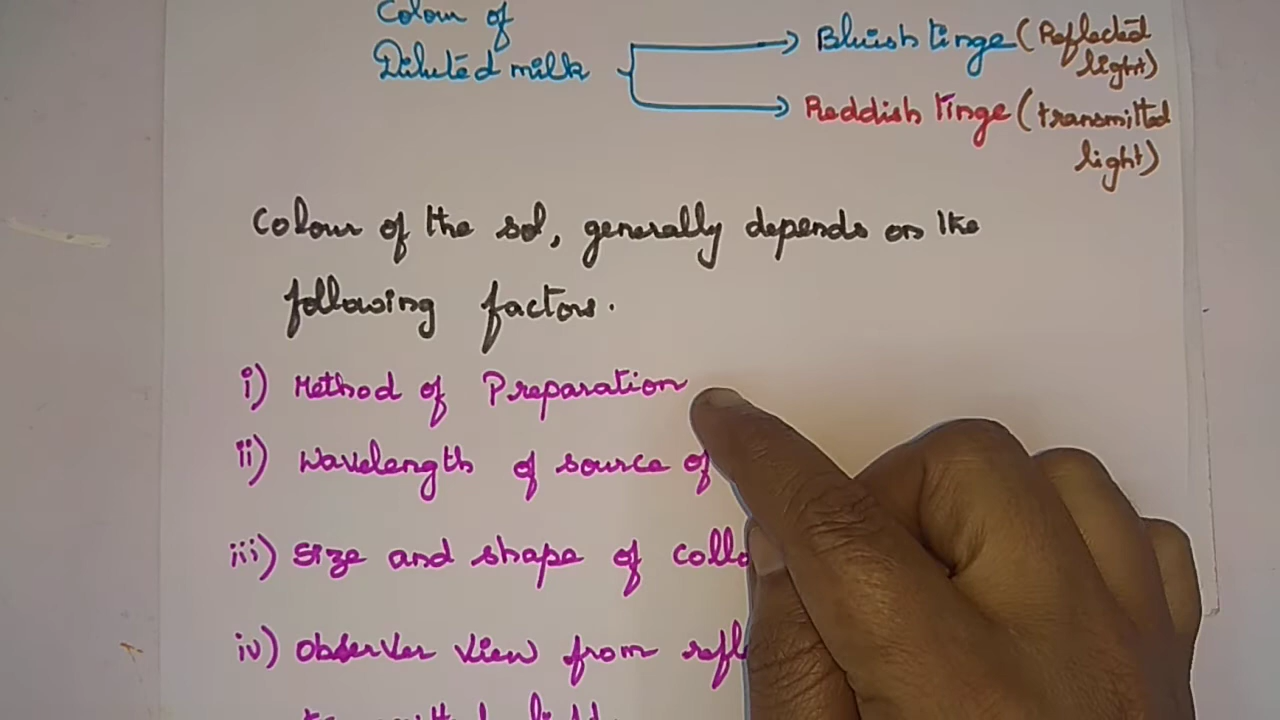 Colour of
Diluted milk
Bluish tinge (Reflected
light)
Reddish tinge (transmitted
light)
Colour of the sol, generally depends on the
following factors.
i) Method of Preparation
ii) Wavelength of source of
iii) Size and shape of collo
iv) Observer view from refl